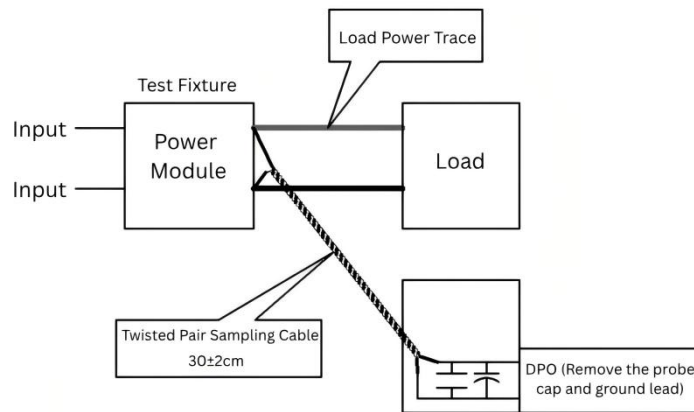 Load Power Trace
Test Fixture
Input
Power
Module
Load
Input
Twisted Pair Sampling Cable
30±2cm
DPO (Remove the probe
cap and ground lead)